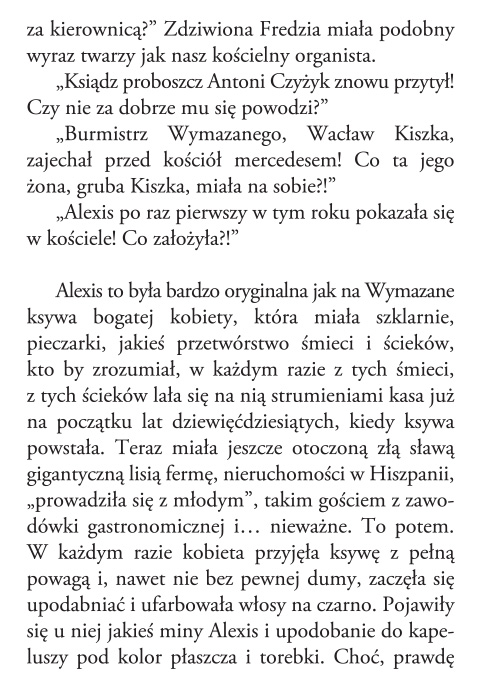 za kierownicą?” Zdziwiona Fredzia miała podobny
wyraz twarzy jak nasz kościelny organista.
„Ksiądz proboszcz Antoni Czyżyk znowu przytył!
Czy nie za dobrze mu się powodzi?”
„Burmistrz Wymazanego, Wacław Kiszka,
zajechał przed kościół mercedesem! Co ta jego
żona, gruba Kiszka, miała na sobie?!”
„Alexis po raz pierwszy w tym roku pokazała się
w kościele! Co założyła?!”
Alexis to była bardzo oryginalna jak na Wymazane
ksywa bogatej kobiety, która miała szklarnie,
pieczarki, jakieś przetwórstwo śmieci i ścieków,
kto by zrozumiał, w każdym razie z tych śmieci,
z tych ścieków lała się na nią strumieniami kasa już
na początku lat dziewięćdziesiątych, kiedy ksywa
powstała. Teraz miała jeszcze otoczoną złą sławą
gigantyczną lisią fermę, nieruchomości w Hiszpanii,
„prowadziła się z młodym”, takim gościem z zawo-
dówki gastronomicznej i… nieważne. To potem.
W każdym razie kobieta przyjęła ksywę z pełną
powagą i, nawet nie bez pewnej dumy, zaczęła się
upodabniać i ufarbowała włosy na czarno. Pojawiły
się u niej jakieś miny Alexis i upodobanie do kape-
luszy pod kolor płaszcza i torebki. Choć, prawdę